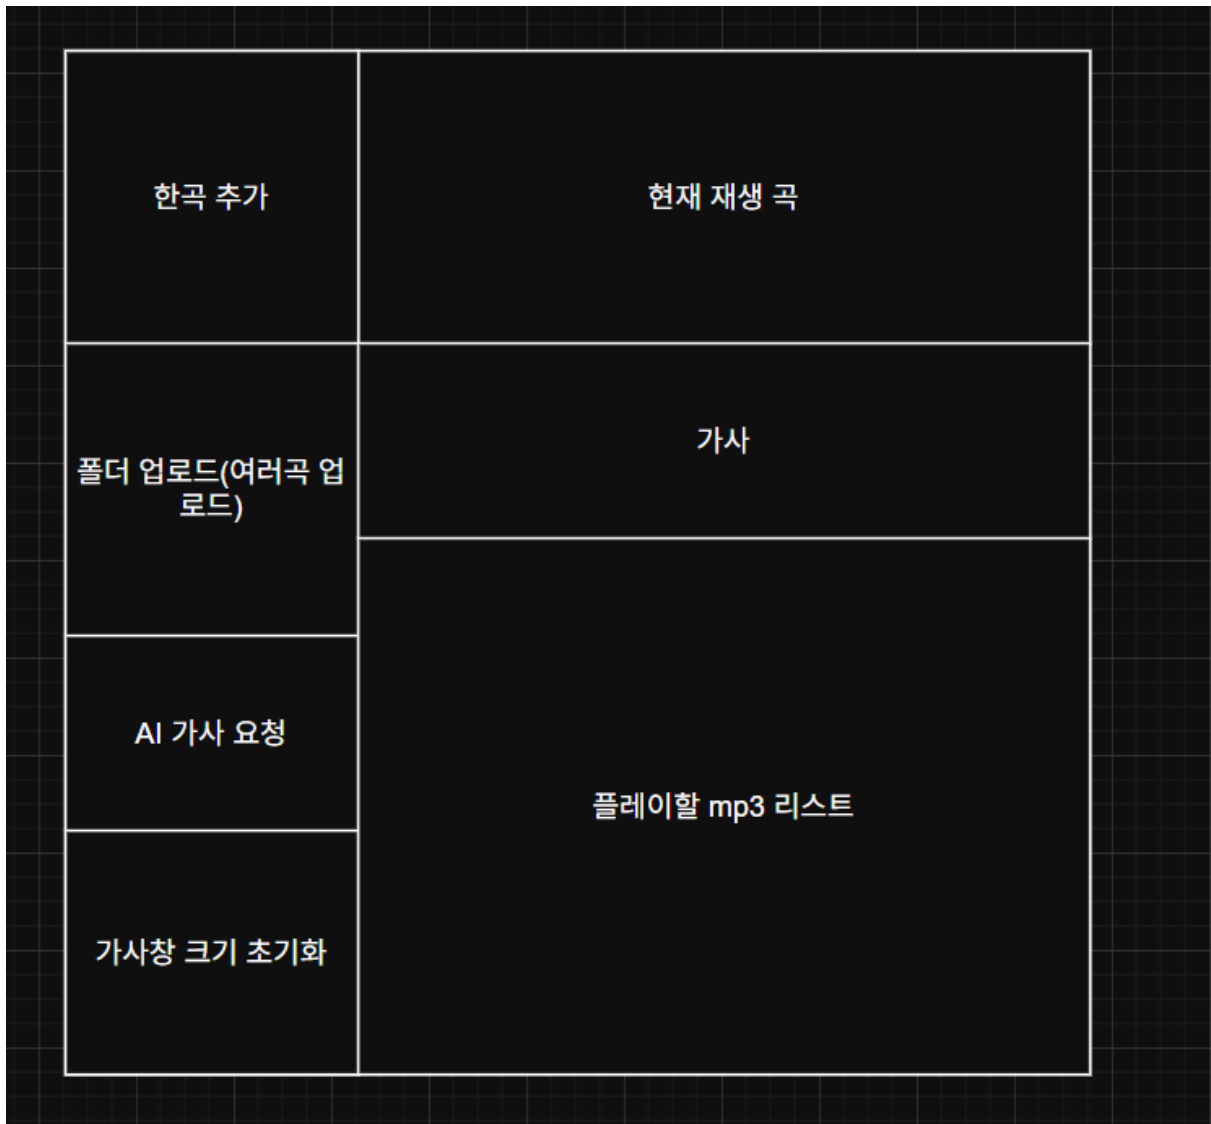 한곡 추가
현재 재생 곡
폴더 업로드(여러곡 업
로드)
가사
AI 가사 요청
플레이할 mp3 리스트
가사창 크기 초기화